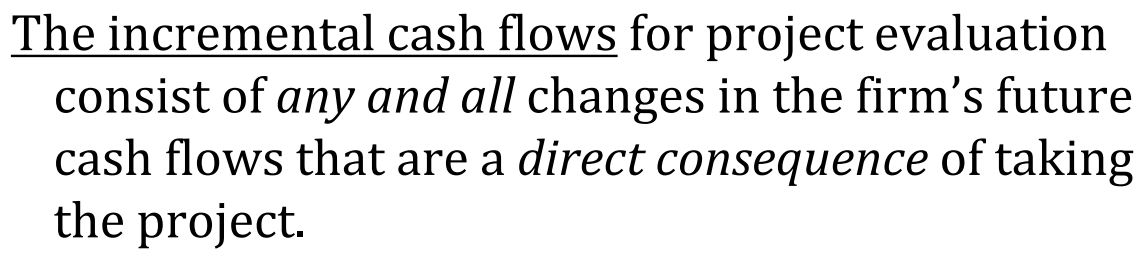 The incremental cash flows for project evaluation
consist of any and all changes in the firm’s future
cash flows that are a direct consequence of taking
the project.